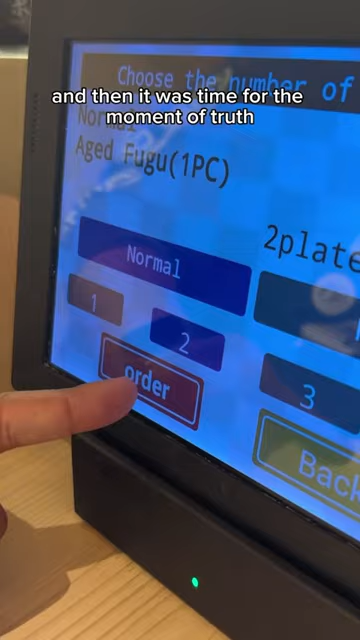 Choose the number of
and then it was time for the
moment of truth
Normal
Aged Fugu(1PC)
2plate
Normal
1
2
3
order
Back